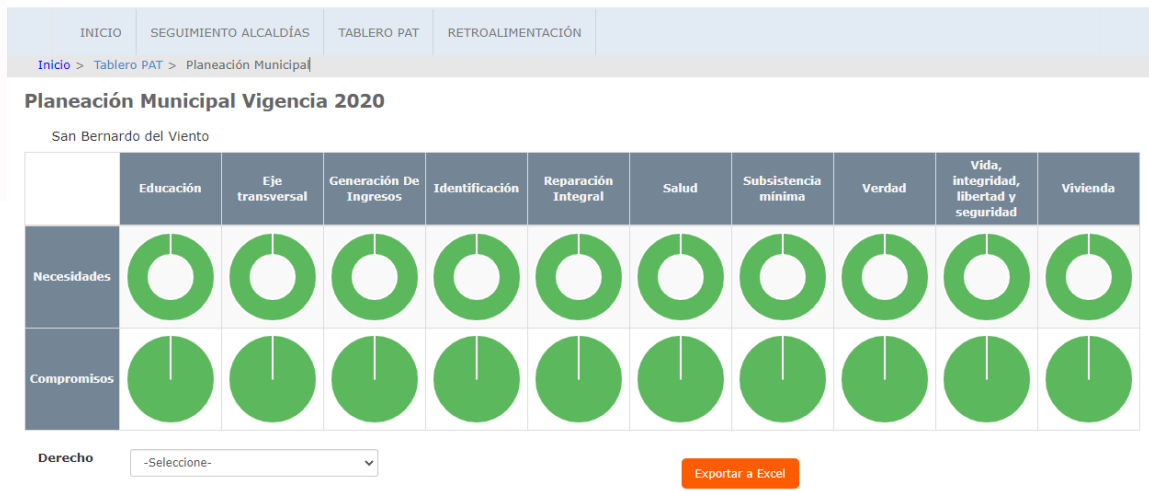 INICIO SEGUIMIENTO ALCALDÍAS TABLERO PAT RETROALIMENTACIÓN
Inicio > Tablero PAT > Planeación Municipal
Planeación Municipal Vigencia 2020
San Bernardo del Viento
Educación
Eje
transversal
Generación De
Ingresos
Identificación
Reparación
Integral
Salud
Subsistencia
mínima
Verdad
Vida,
integridad,
libertad y
seguridad
Vivienda
Necesidades
Compromisos
Derecho -Seleccione-
Exportar a Excel